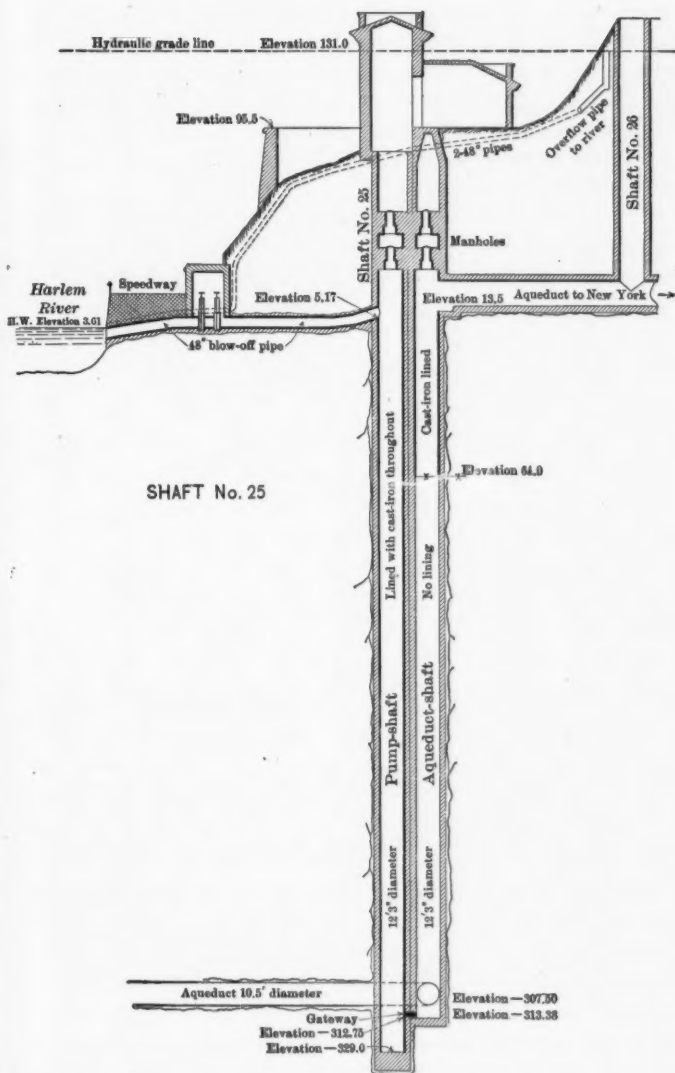 Hydraulic grade line
Elevation 131.0
Elevation 95.5
2-48" pipes
Overflow pipe
to river
Shaft No. 26
Shaft No. 25
Manholes
Harlem
River
Speedway
H.W. Elevation 3.61
Elevation 5.17
Elevation 13.5
Aqueduct to New York
48" blow-off pipe
Cast-iron lined
Elevation 64.0
SHAFT No. 25
Lined with cast-iron throughout
No lining
Pump-shaft
Aqueduct-shaft
12'3" diameter
12'3" diameter
Aqueduct 10.5' diameter
Elevation—307.50
Gateway
Elevation—313.38
Elevation—312.75
Elevation—329.0